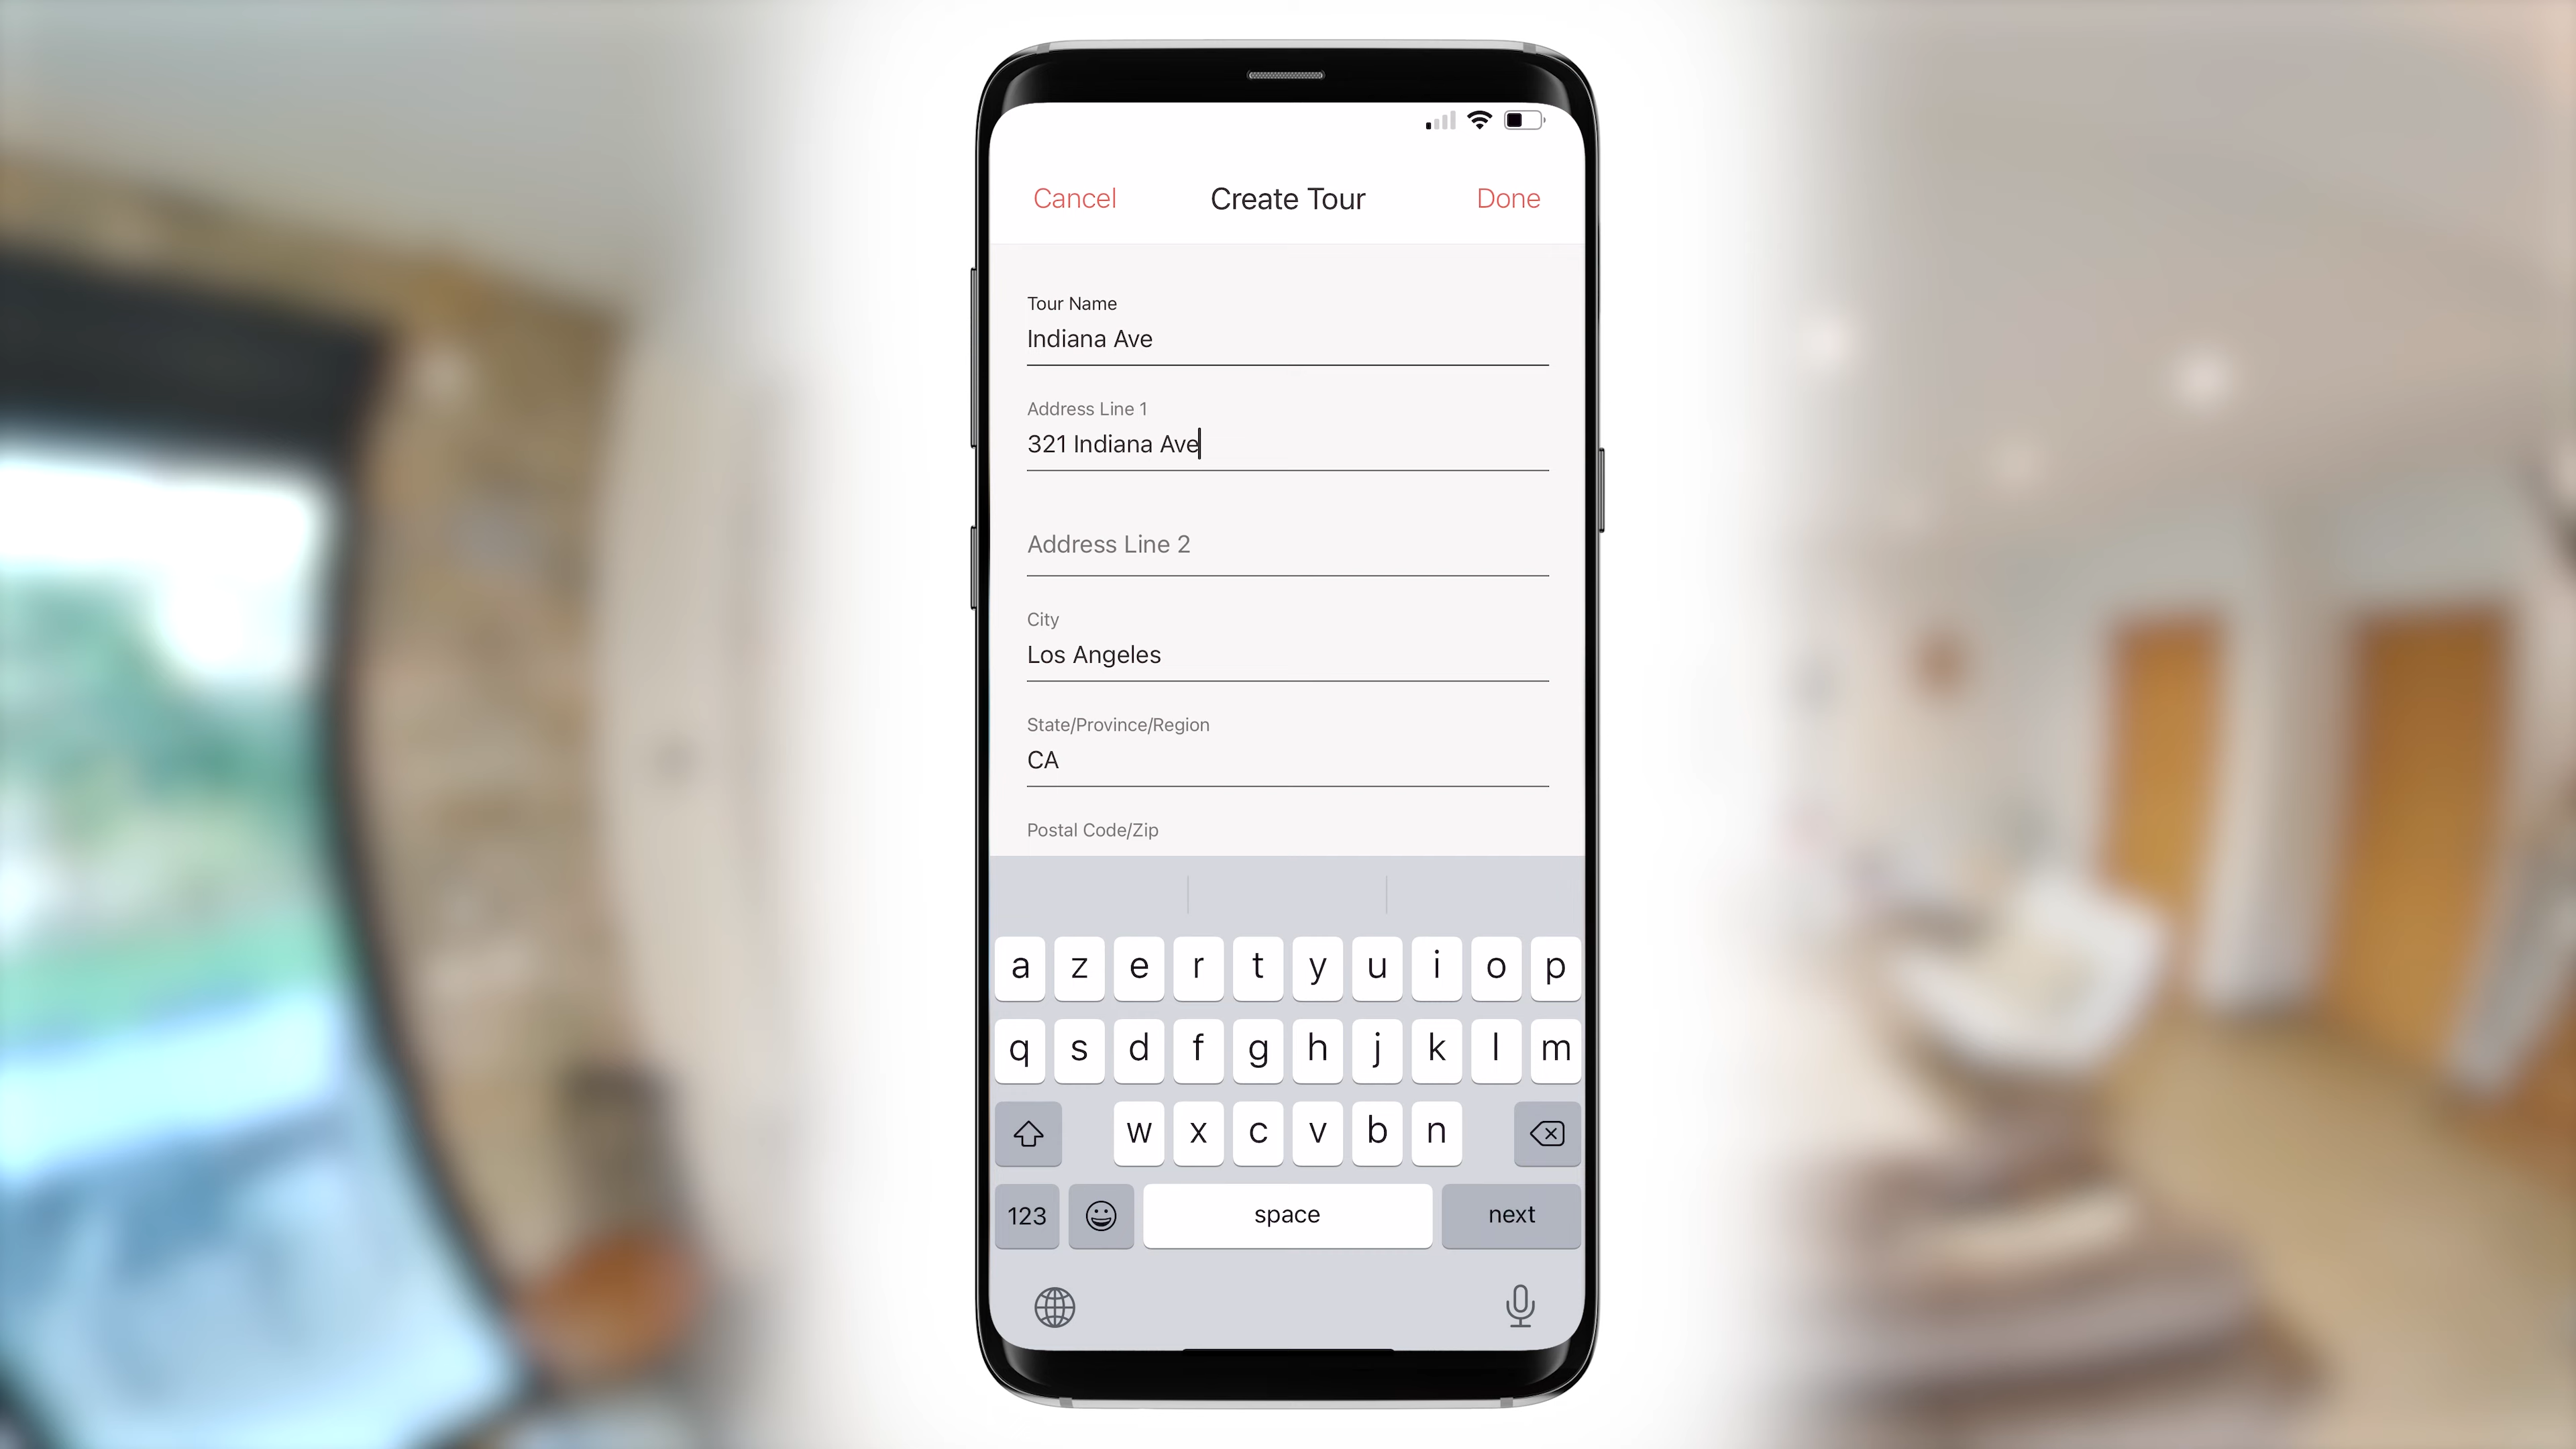 Cancel Create Tour Done
Tour Name
Indiana Ave
Address Line 1
321 Indiana Ave
Address Line 2
City
Los Angeles
State/Province/Region
CA
Postal Code/Zip
a z e r t y u i o p
q s d f g h j k l m
w x c v b n
123 space next